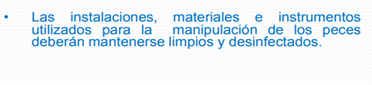 • Las instalaciones, materiales e instrumentos
utilizados para la manipulación de los peces
deberán mantenerse limpios y desinfectados.